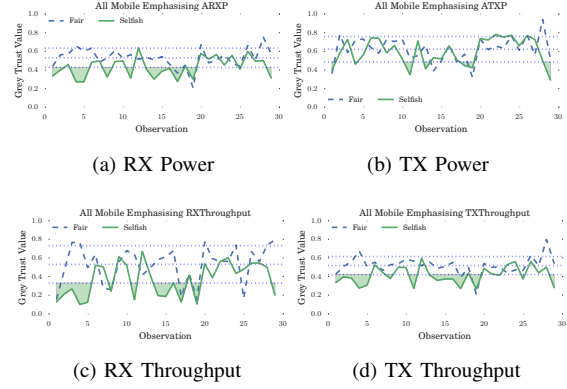 All Mobile Emphasising ARXP
Fair Selfish
Grey Trust Value
1.0
0.8
0.6
0.4
0.2
0.0
0 5 10 15 20 25 30
Observation
(a) RX Power
All Mobile Emphasising ATXP
Grey Trust Value
1.0
0.8
0.6
0.4
0.2
0.0
Fair Selfish
0 5 10 15 20 25 30
Observation
(b) TX Power
All Mobile Emphasising RXThroughput
Fair Selfish
Grey Trust Value
1.0
0.8
0.6
0.4
0.2
0.0
0 5 10 15 20 25 30
Observation
(c) RX Throughput
All Mobile Emphasising TXThroughput
Fair Selfish
Grey Trust Value
1.0
0.8
0.6
0.4
0.2
0.0
0 5 10 15 20 25 30
Observation
(d) TX Throughput